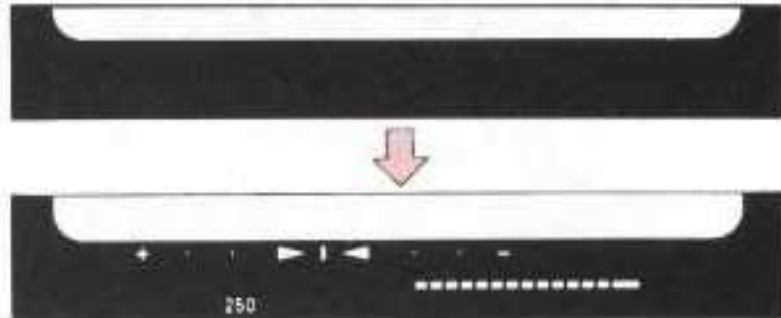 + · · ▶ ı ◀ · · −
250